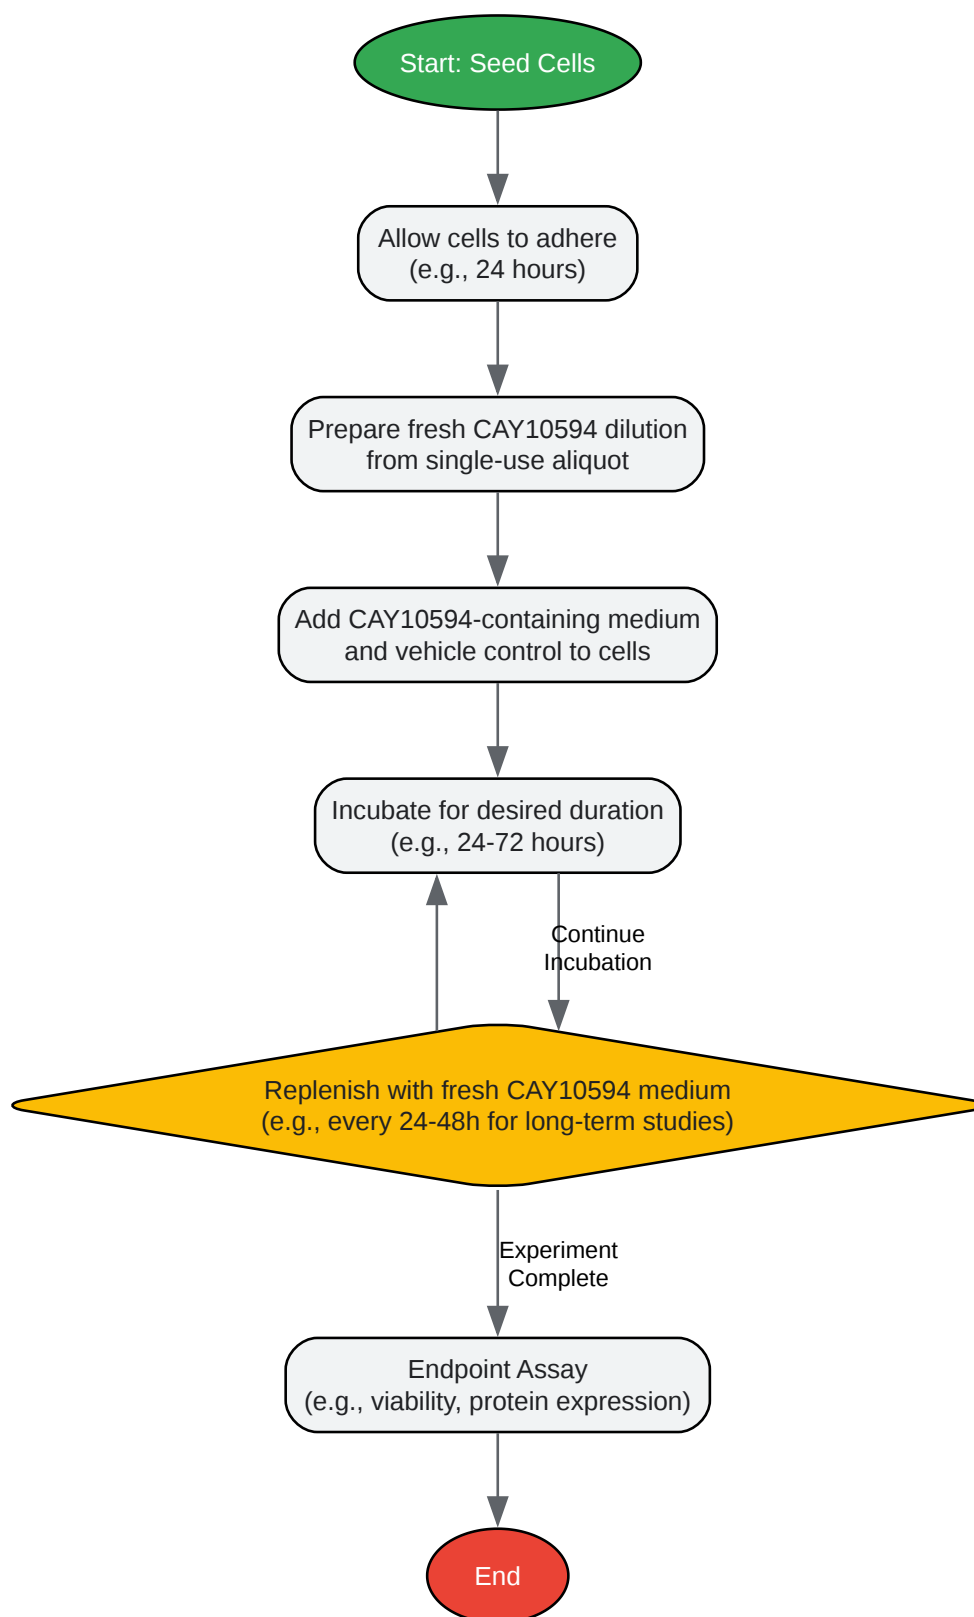 Start: Seed Cells
Allow cells to adhere
(e.g., 24 hours)
Prepare fresh CAY10594 dilution
from single-use aliquot
Add CAY10594-containing medium
and vehicle control to cells
Incubate for desired duration
(e.g., 24-72 hours)
Continue
Incubation
Replenish with fresh CAY10594 medium
(e.g., every 24-48h for long-term studies)
Experiment
Complete
Endpoint Assay
(e.g., viability, protein expression)
End